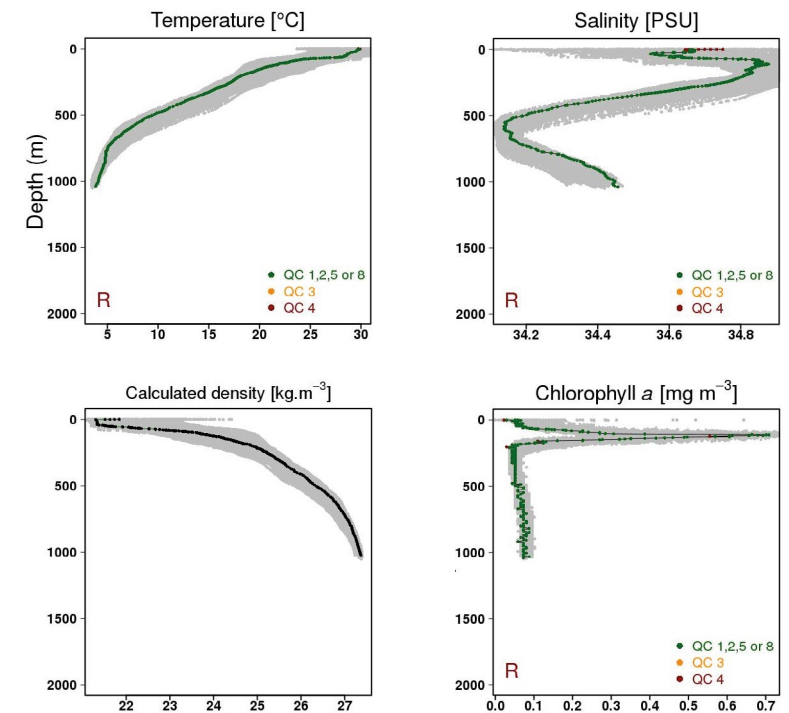 Temperature [°C]
Depth (m)
0
500
1000
1500
2000
5 10 15 20 25 30
R
QC 1,2,5 or 8
QC 3
QC 4
Salinity [PSU]
0
500
1000
1500
2000
34.2 34.4 34.6 34.8
R
QC 1,2,5 or 8
QC 3
QC 4
Calculated density [kg.m⁻³]
0
500
1000
1500
2000
22 23 24 25 26 27
Chlorophyll a [mg m⁻³]
0
500
1000
1500
2000
0.0 0.1 0.2 0.3 0.4 0.5 0.6 0.7
R
QC 1,2,5 or 8
QC 3
QC 4